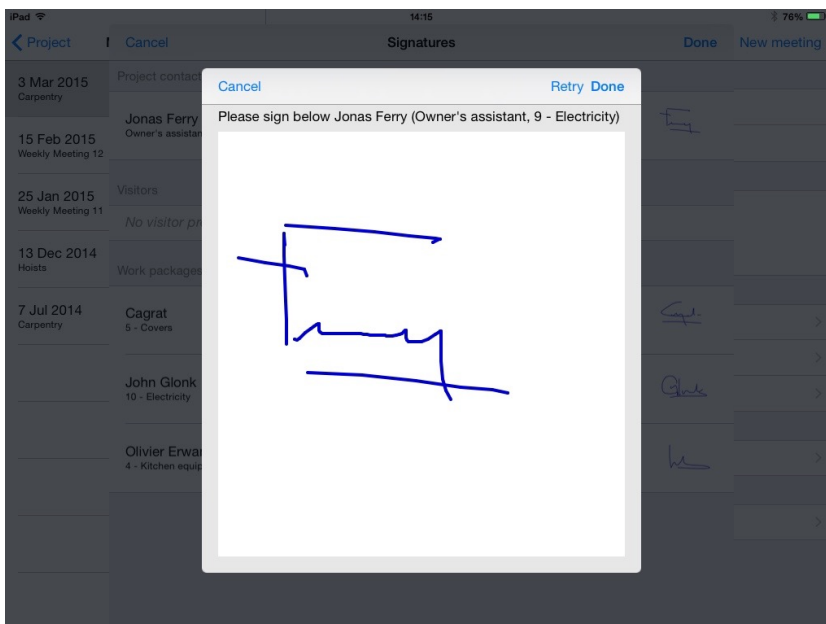 iPad 14:15 76%
Project Cancel Signatures Done New meeting
Project contact
3 Mar 2015
Carpentry
Cancel Retry Done
Please sign below Jonas Ferry (Owner's assistant, 9 - Electricity)
Jonas Ferry
Owner's assistan
15 Feb 2015
Weekly Meeting 12
Visitors
25 Jan 2015
Weekly Meeting 11
No visitor pr
13 Dec 2014
Hoists
Work packages
7 Jul 2014
Carpentry
Cagrat
5 - Covers
John Glonk
10 - Electricity
Olivier Erwa
4 - Kitchen equip